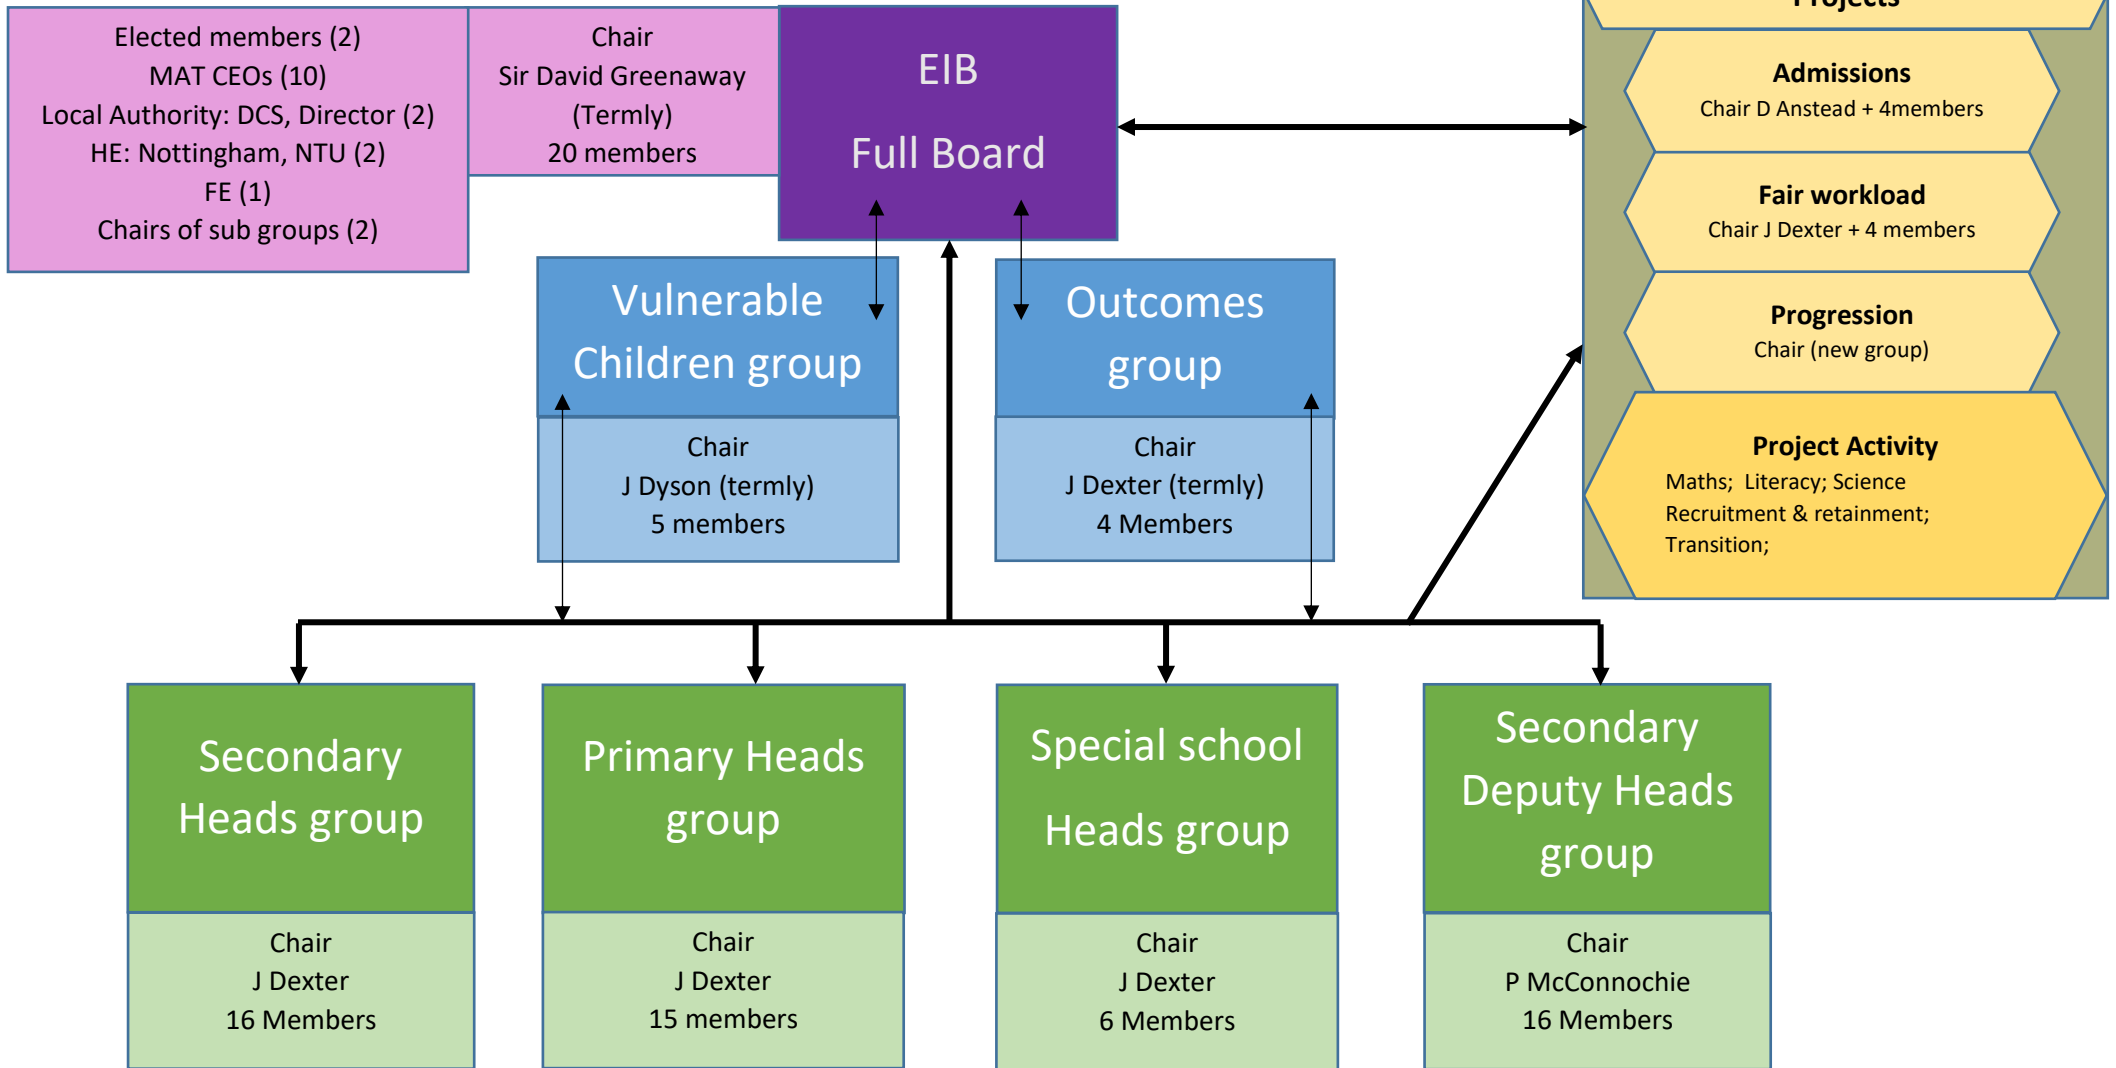 Elected members (2)
MAT CEOs (10)
Local Authority: DCS, Director (2)
HE: Nottingham, NTU (2)
FE (1)
Chairs of sub groups (2)
Chair
Sir David Greenaway
(Termly)
20 members
EIB
Full Board
Projects
Admissions
Chair D Anstead + 4members
Fair workload
Chair J Dexter + 4 members
Progression
Chair (new group)
Project Activity
Maths;  Literacy; Science
Recruitment & retainment;
Transition;
Vulnerable
Children group
Chair
J Dyson (termly)
5 members
Outcomes
group
Chair
J Dexter (termly)
4 Members
Secondary
Heads group
Chair
J Dexter
16 Members
Primary Heads
group
Chair
J Dexter
15 members
Special school
Heads group
Chair
J Dexter
6 Members
Secondary
Deputy Heads
group
Chair
P McConnochie
16 Members